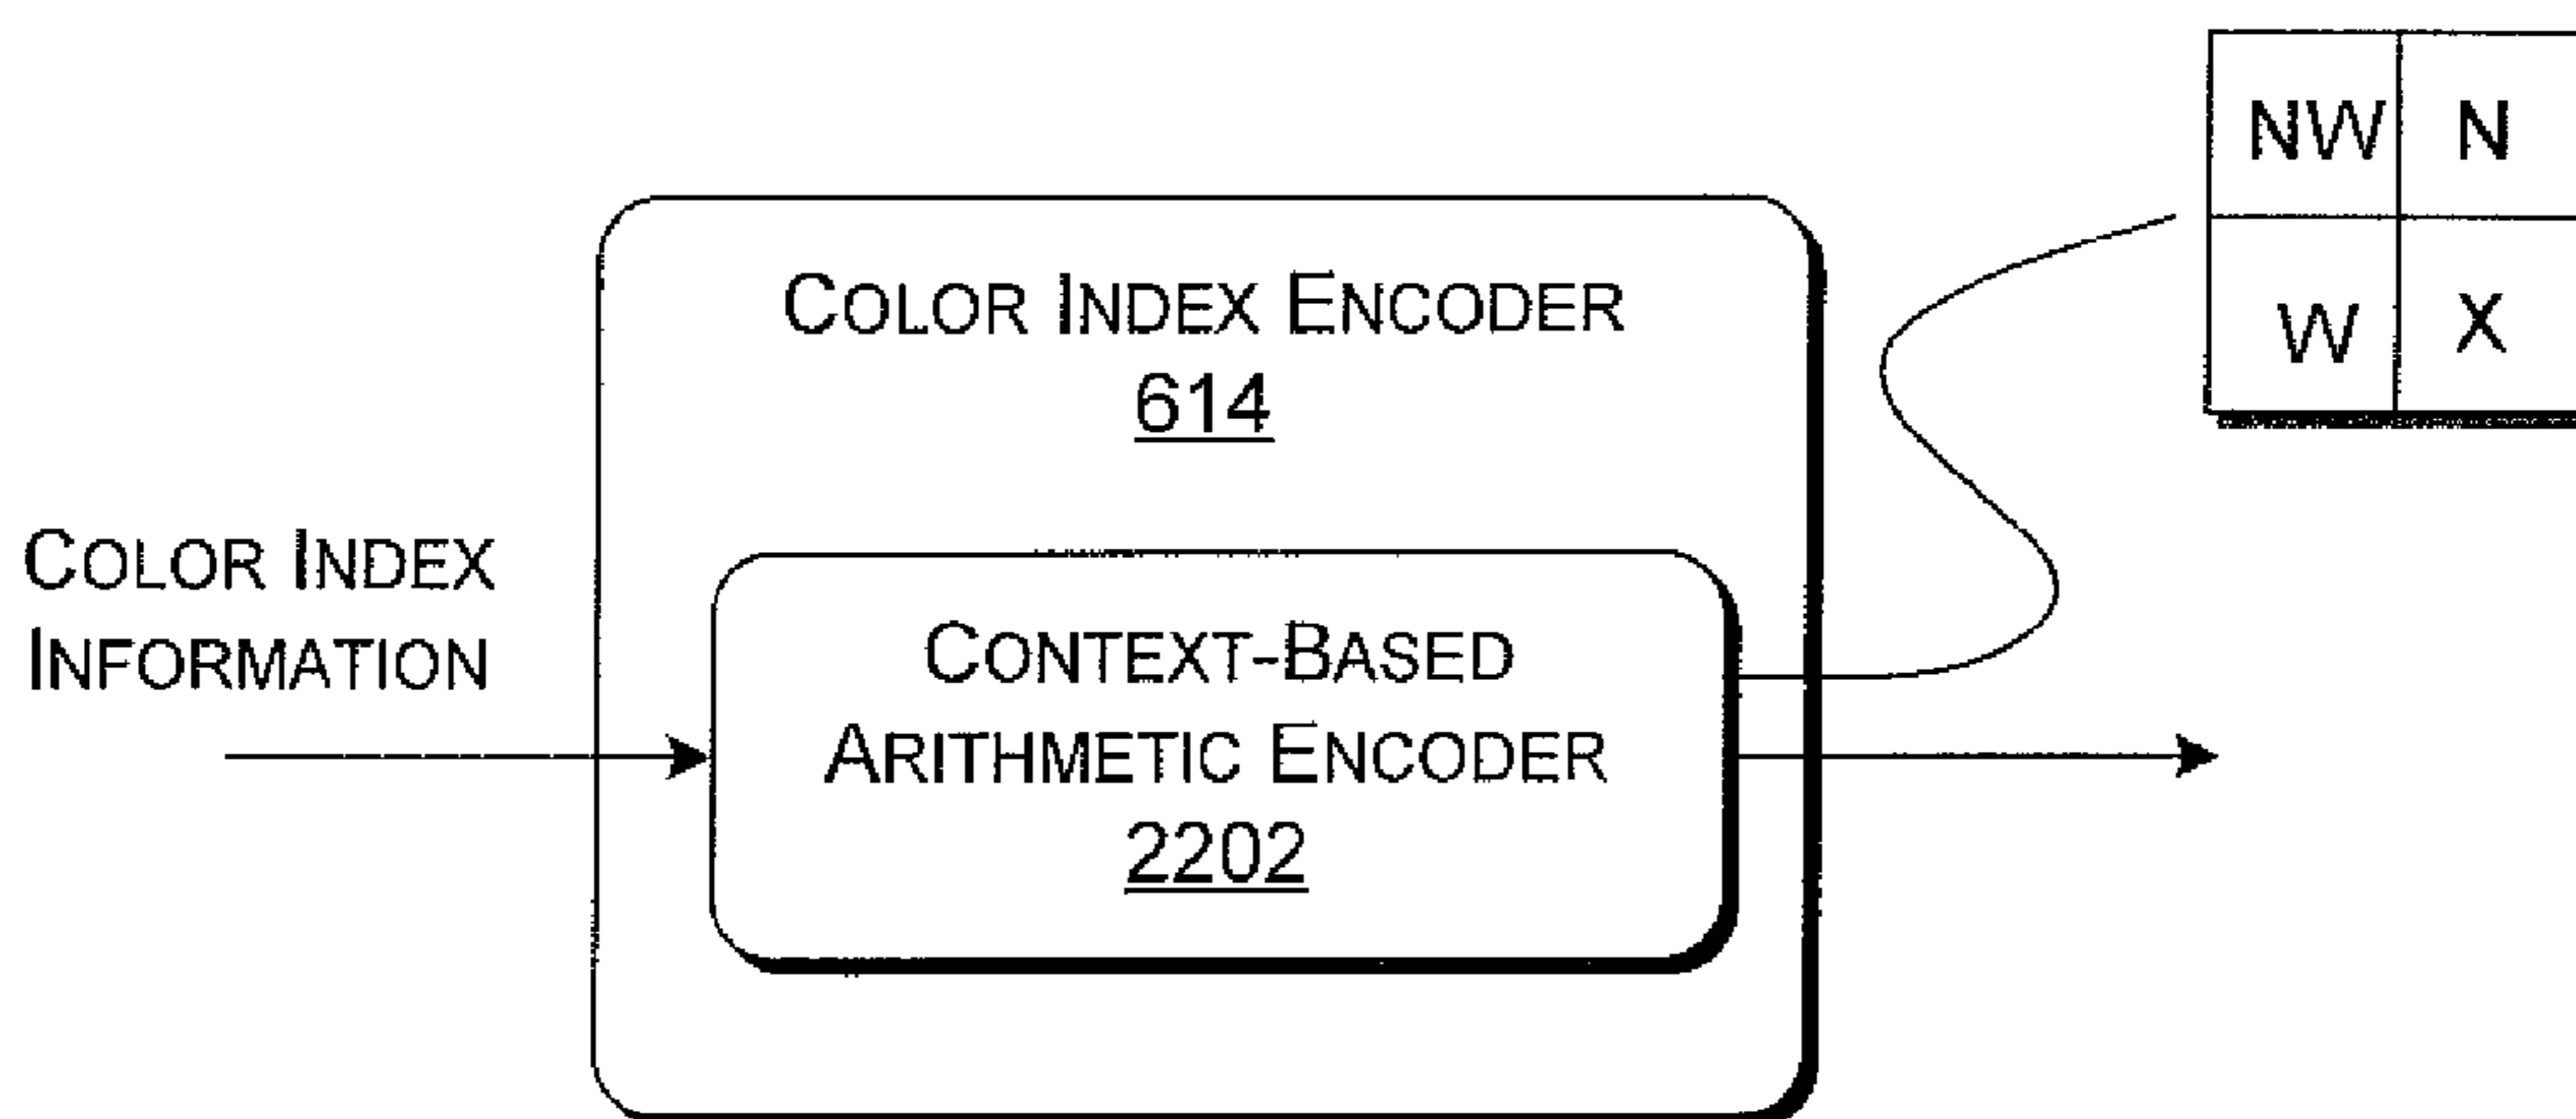 NW N
W X
COLOR INDEX ENCODER
614
COLOR INDEX
INFORMATION
CONTEXT-BASED
ARITHMETIC ENCODER
2202